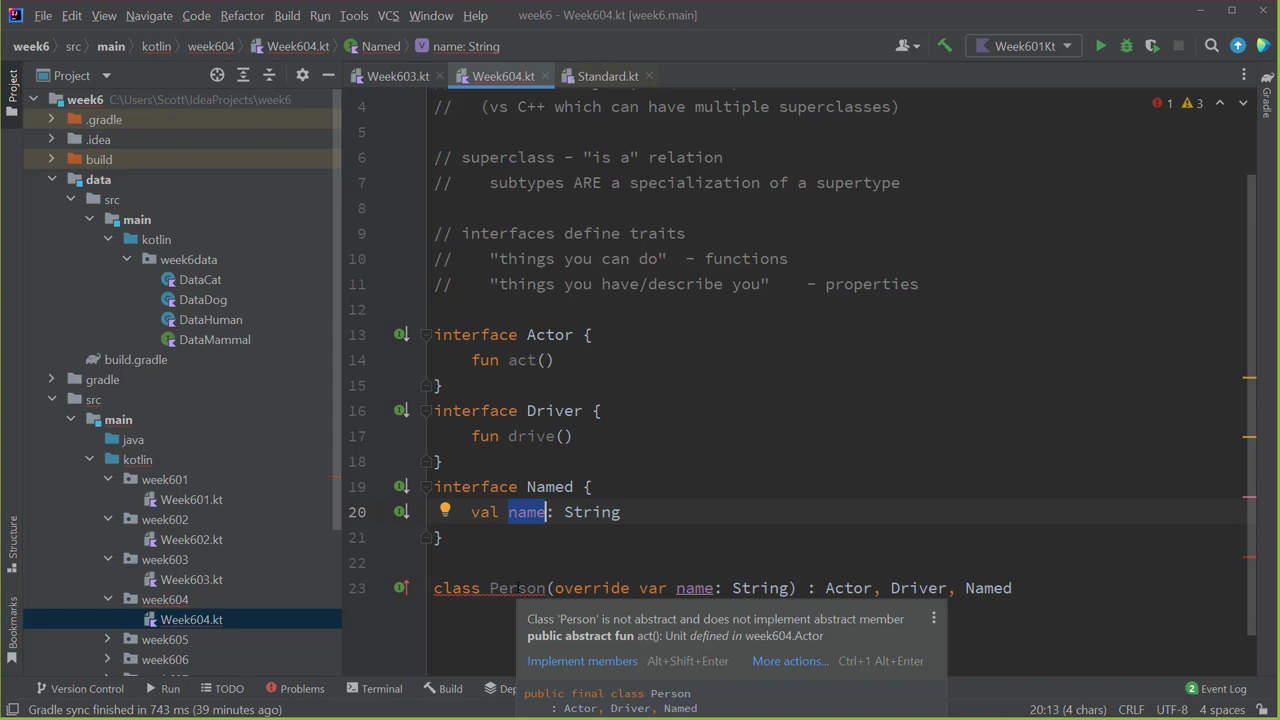 File Edit View Navigate Code Refactor Build Run Tools VCS Window Help week6 - Week604.kt [week6.main]
week6 src main kotlin week604 Week604.kt Named name: String Week601Kt
Project Week603.kt Week604.kt Standard.kt
week6 C:\Users\Scott\IdeaProjects\week6
.gradle
.idea
build
data
src
main
kotlin
week6data
DataCat
DataDog
DataHuman
DataMammal
build.gradle
gradle
src
main
java
kotlin
week601
Week601.kt
week602
Week602.kt
week603
Week603.kt
week604
Week604.kt
week605
week606
Project
Structure
Bookmarks
Gradle
1 3
4 // (vs C++ which can have multiple superclasses)
5
6 // superclass - "is a" relation
7 // subtypes ARE a specialization of a supertype
8
9 // interfaces define traits
10 // "things you can do" - functions
11 // "things you have/describe you" - properties
12
13 interface Actor {
14 fun act()
15 }
16 interface Driver {
17 fun drive()
18 }
19 interface Named {
20 val name: String
21 }
22
23 class Person(override var name: String) : Actor, Driver, Named
Class 'Person' is not abstract and does not implement abstract member
public abstract fun act(): Unit defined in week604.Actor
Implement members Alt+Shift+Enter More actions... Ctrl+1 Alt+Enter
public final class Person
: Actor, Driver, Named
Version Control Run TODO Problems Terminal Build Dep 2 Event Log
Gradle sync finished in 743 ms (39 minutes ago) 20:13 (4 chars) CRLF UTF-8 4 spaces